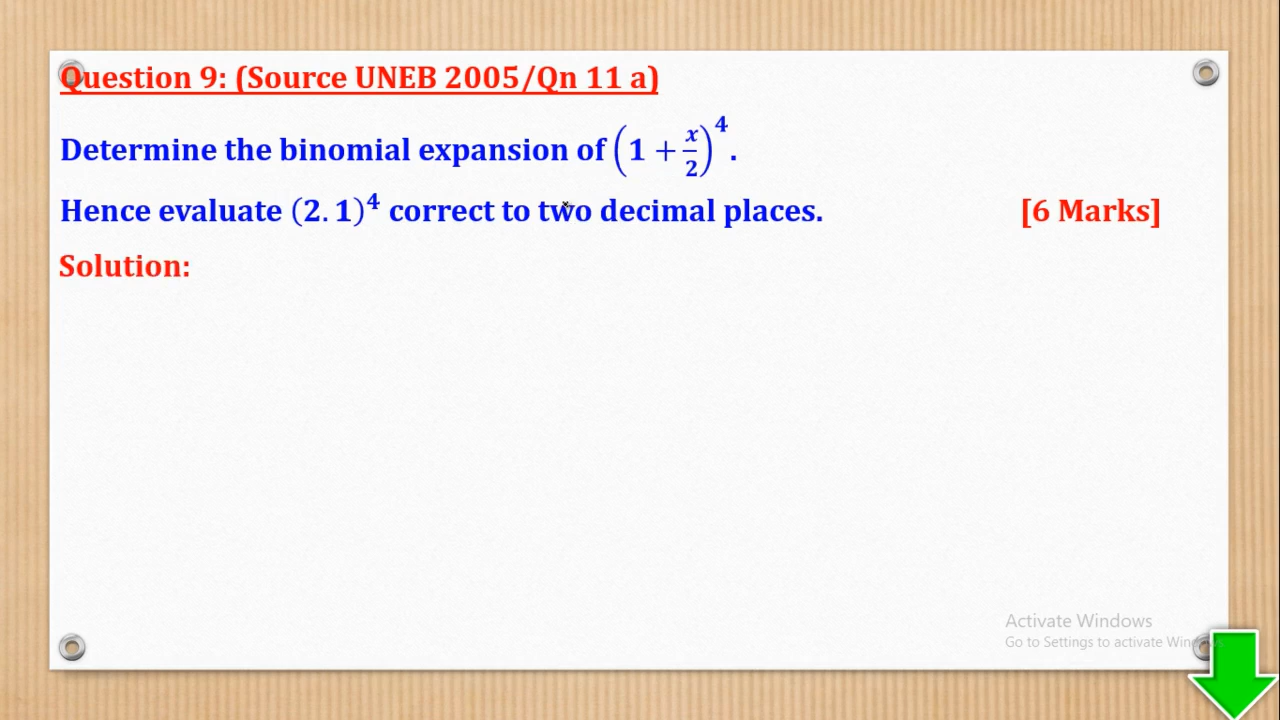 Question 9: (Source UNEB 2005/Qn 11 a)
Determine the binomial expansion of (1 + x/2)^4.
Hence evaluate (2.1)^4 correct to two decimal places. [6 Marks]
Solution:
Activate Windows
Go to Settings to activate Windows